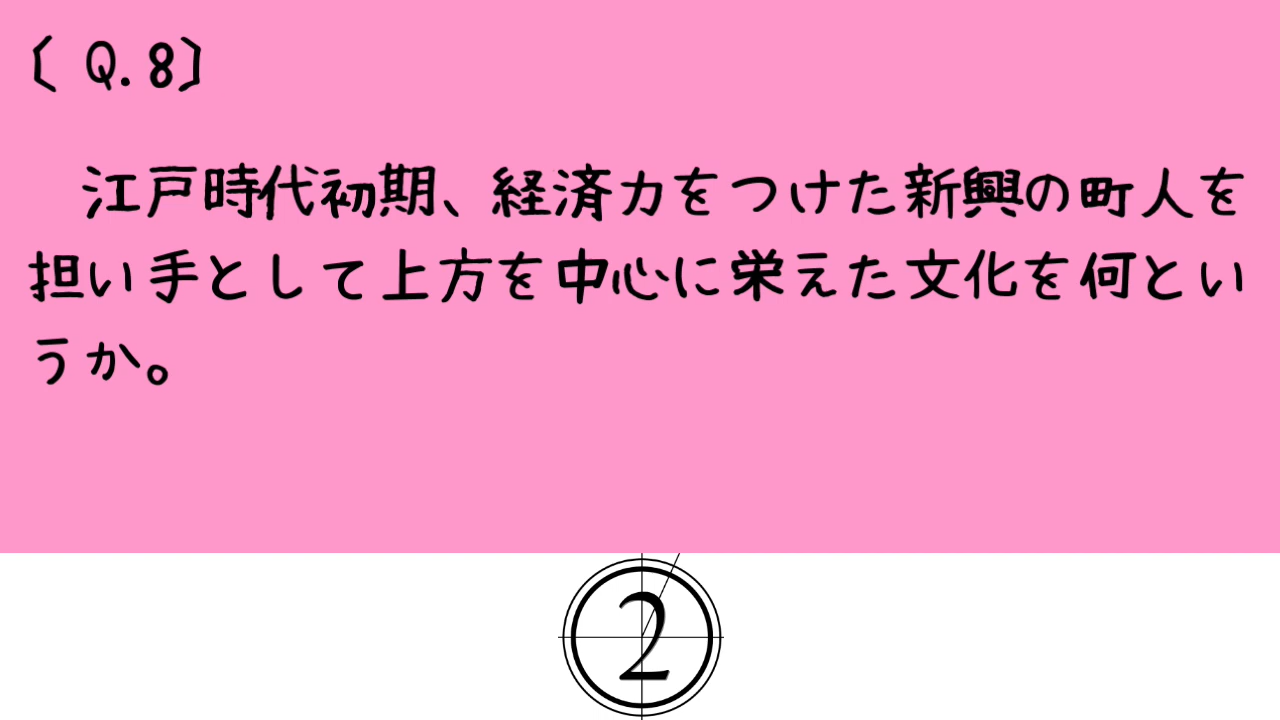 〔 Q.8〕
江戸時代初期、経済力をつけた新興の町人を
担い手として上方を中心に栄えた文化を何とい
うか。
2